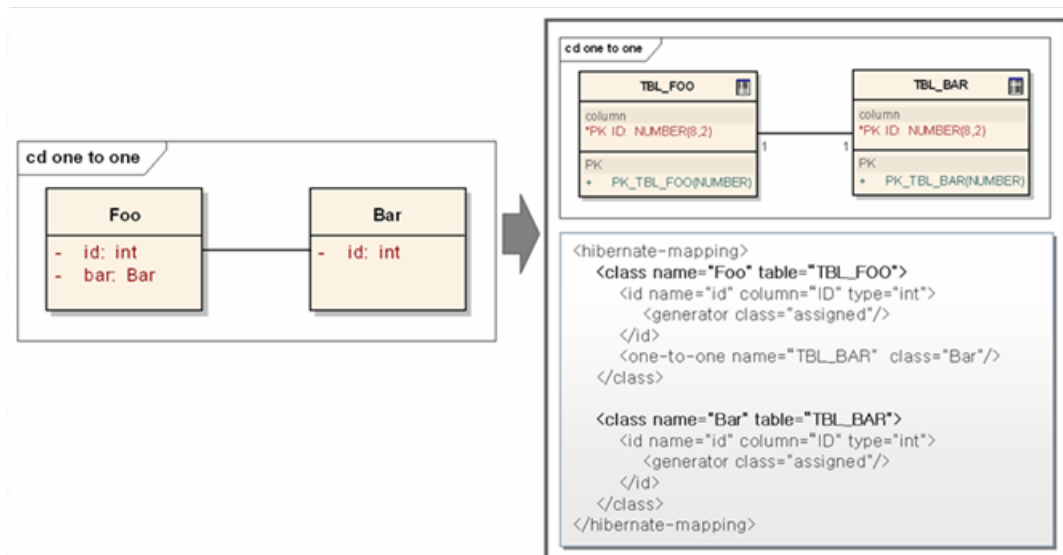 cd one to one
Foo
- id: int
- bar: Bar
Bar
- id: int
cd one to one
TBL_FOO
column
*PK ID: NUMBER(8,2)
PK
+ PK_TBL_FOO(NUMBER)
1
1
TBL_BAR
column
*PK ID: NUMBER(8,2)
PK
+ PK_TBL_BAR(NUMBER)
<hibernate-mapping>
<class name="Foo" table="TBL_FOO">
<id name="id" column="ID" type="int">
<generator class="assigned"/>
</id>
<one-to-one name="TBL_BAR" class="Bar"/>
</class>
<class name="Bar" table="TBL_BAR">
<id name="id" column="ID" type="int">
<generator class="assigned"/>
</id>
</class>
</hibernate-mapping>